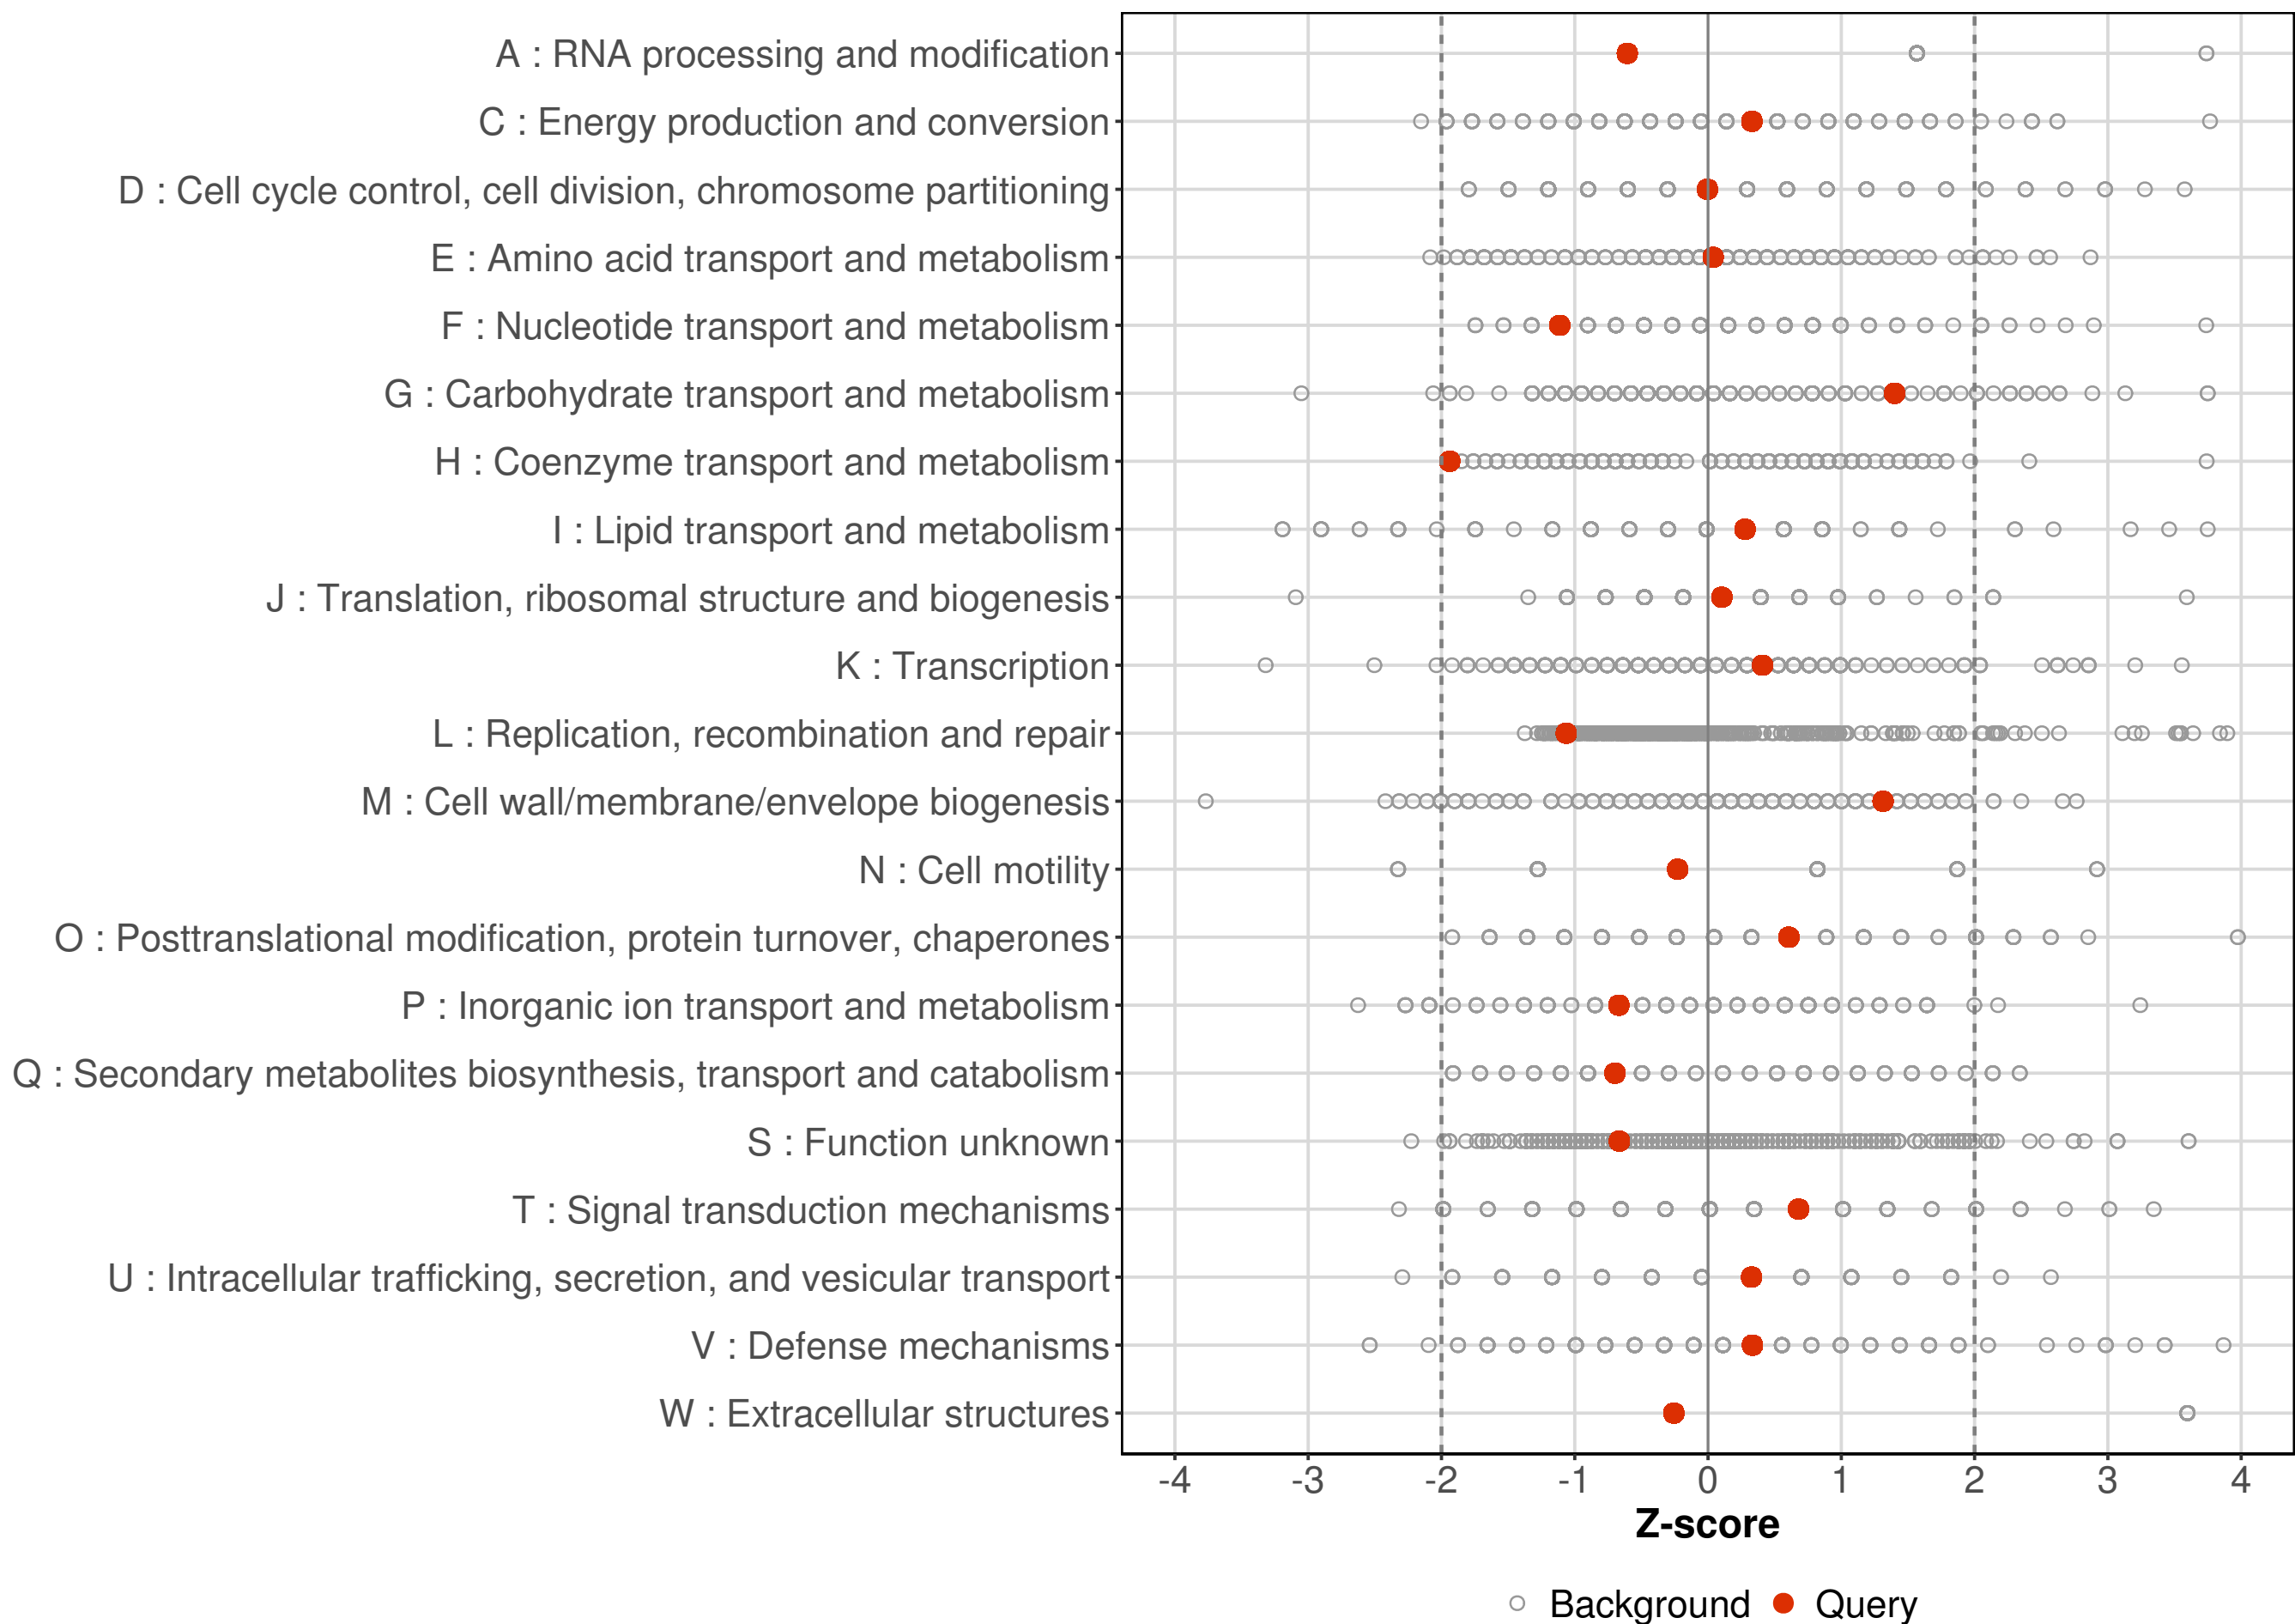 A : RNA processing and modification
C : Energy production and conversion
D : Cell cycle control, cell division, chromosome partitioning
E : Amino acid transport and metabolism
F : Nucleotide transport and metabolism
G : Carbohydrate transport and metabolism
H : Coenzyme transport and metabolism
I : Lipid transport and metabolism
J : Translation, ribosomal structure and biogenesis
K : Transcription
L : Replication, recombination and repair
M : Cell wall/membrane/envelope biogenesis
N : Cell motility
O : Posttranslational modification, protein turnover, chaperones
P : Inorganic ion transport and metabolism
Q : Secondary metabolites biosynthesis, transport and catabolism
S : Function unknown
T : Signal transduction mechanisms
U : Intracellular trafficking, secretion, and vesicular transport
V : Defense mechanisms
W : Extracellular structures
-4 -3 -2 -1 0 1 2 3 4
Z-score
Background Query